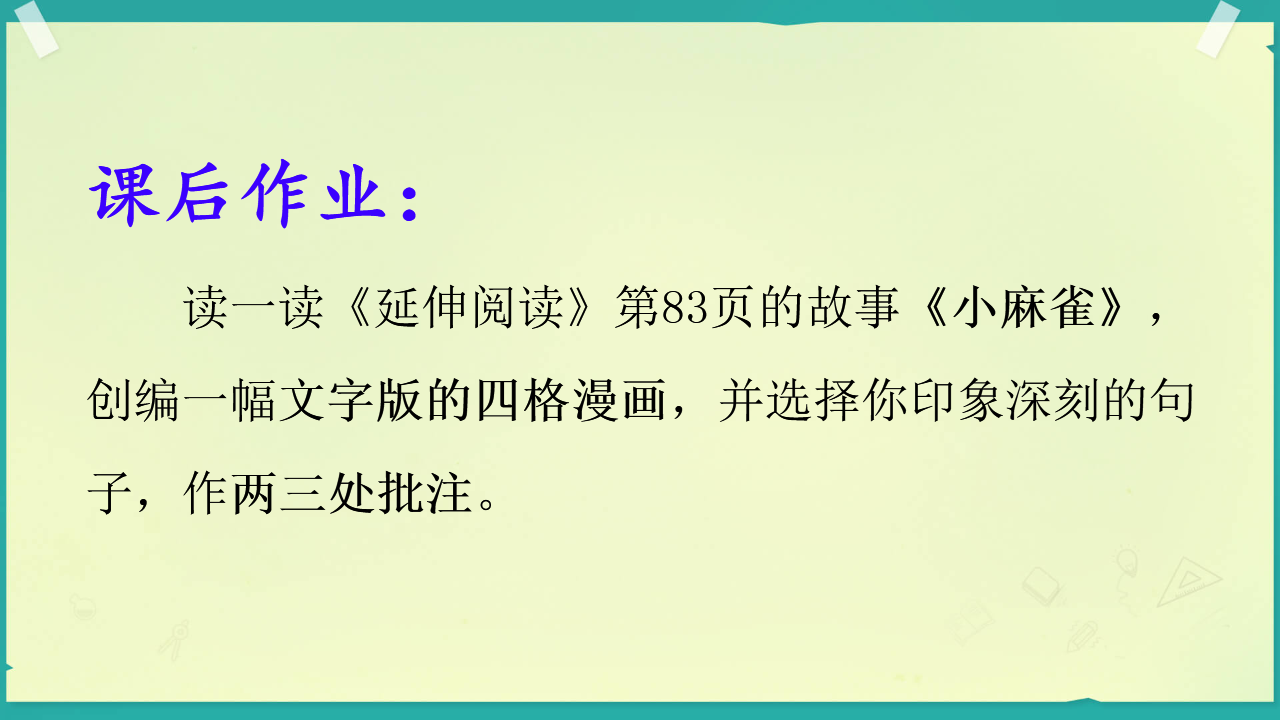 课后作业：
读一读《延伸阅读》第83页的故事《小麻雀》，
创编一幅文字版的四格漫画，并选择你印象深刻的句
子，作两三处批注。